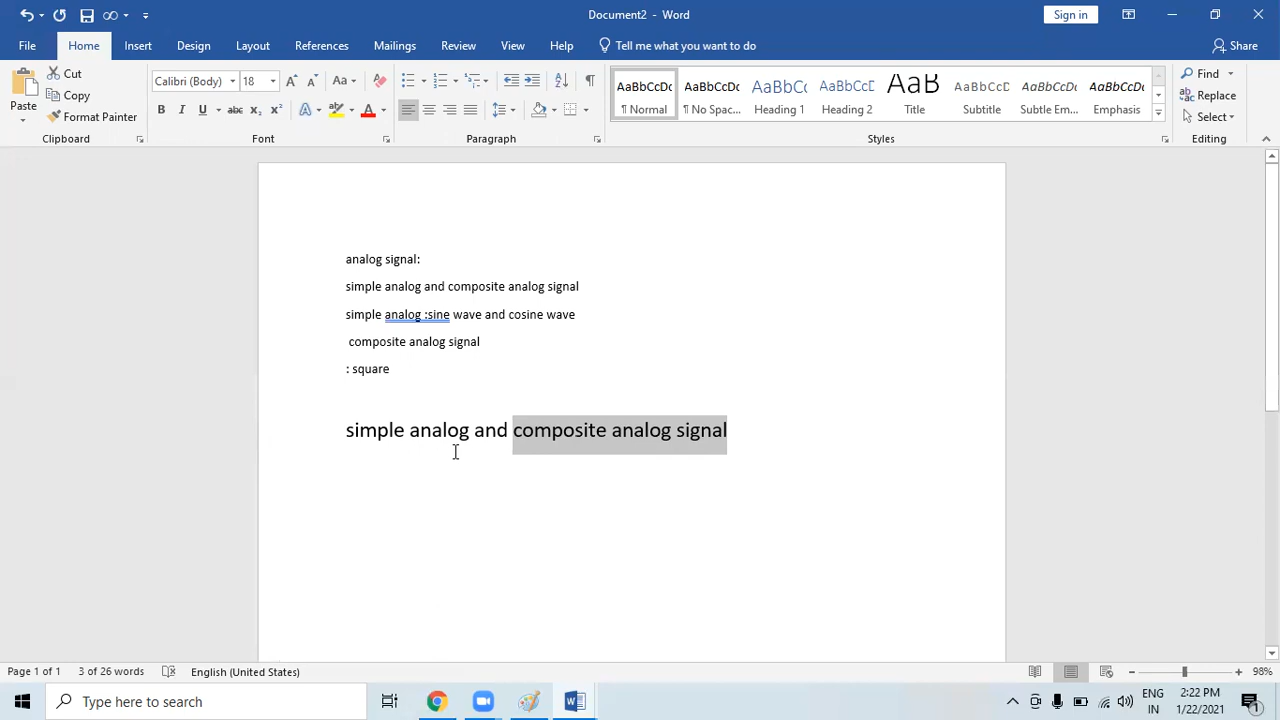 Document2 - Word
Sign in
File Home Insert Design Layout References Mailings Review View Help Tell me what you want to do Share
Paste
Cut
Copy
Format Painter
Clipboard
Calibri (Body) 18
Font
Paragraph
AaBbCcDc AaBbCcDc AaBbC AaBbCcD AaB AaBbCcD AaBbCcDc AaBbCcDc
¶ Normal ¶ No Spac... Heading 1 Heading 2 Title Subtitle Subtle Em... Emphasis
Styles
Find
Replace
Select
Editing
analog signal:
simple analog and composite analog signal
simple analog :sine wave and cosine wave
composite analog signal
: square
simple analog and composite analog signal
Page 1 of 1 3 of 26 words English (United States) 98%
Type here to search
ENG
IN
2:22 PM
1/22/2021